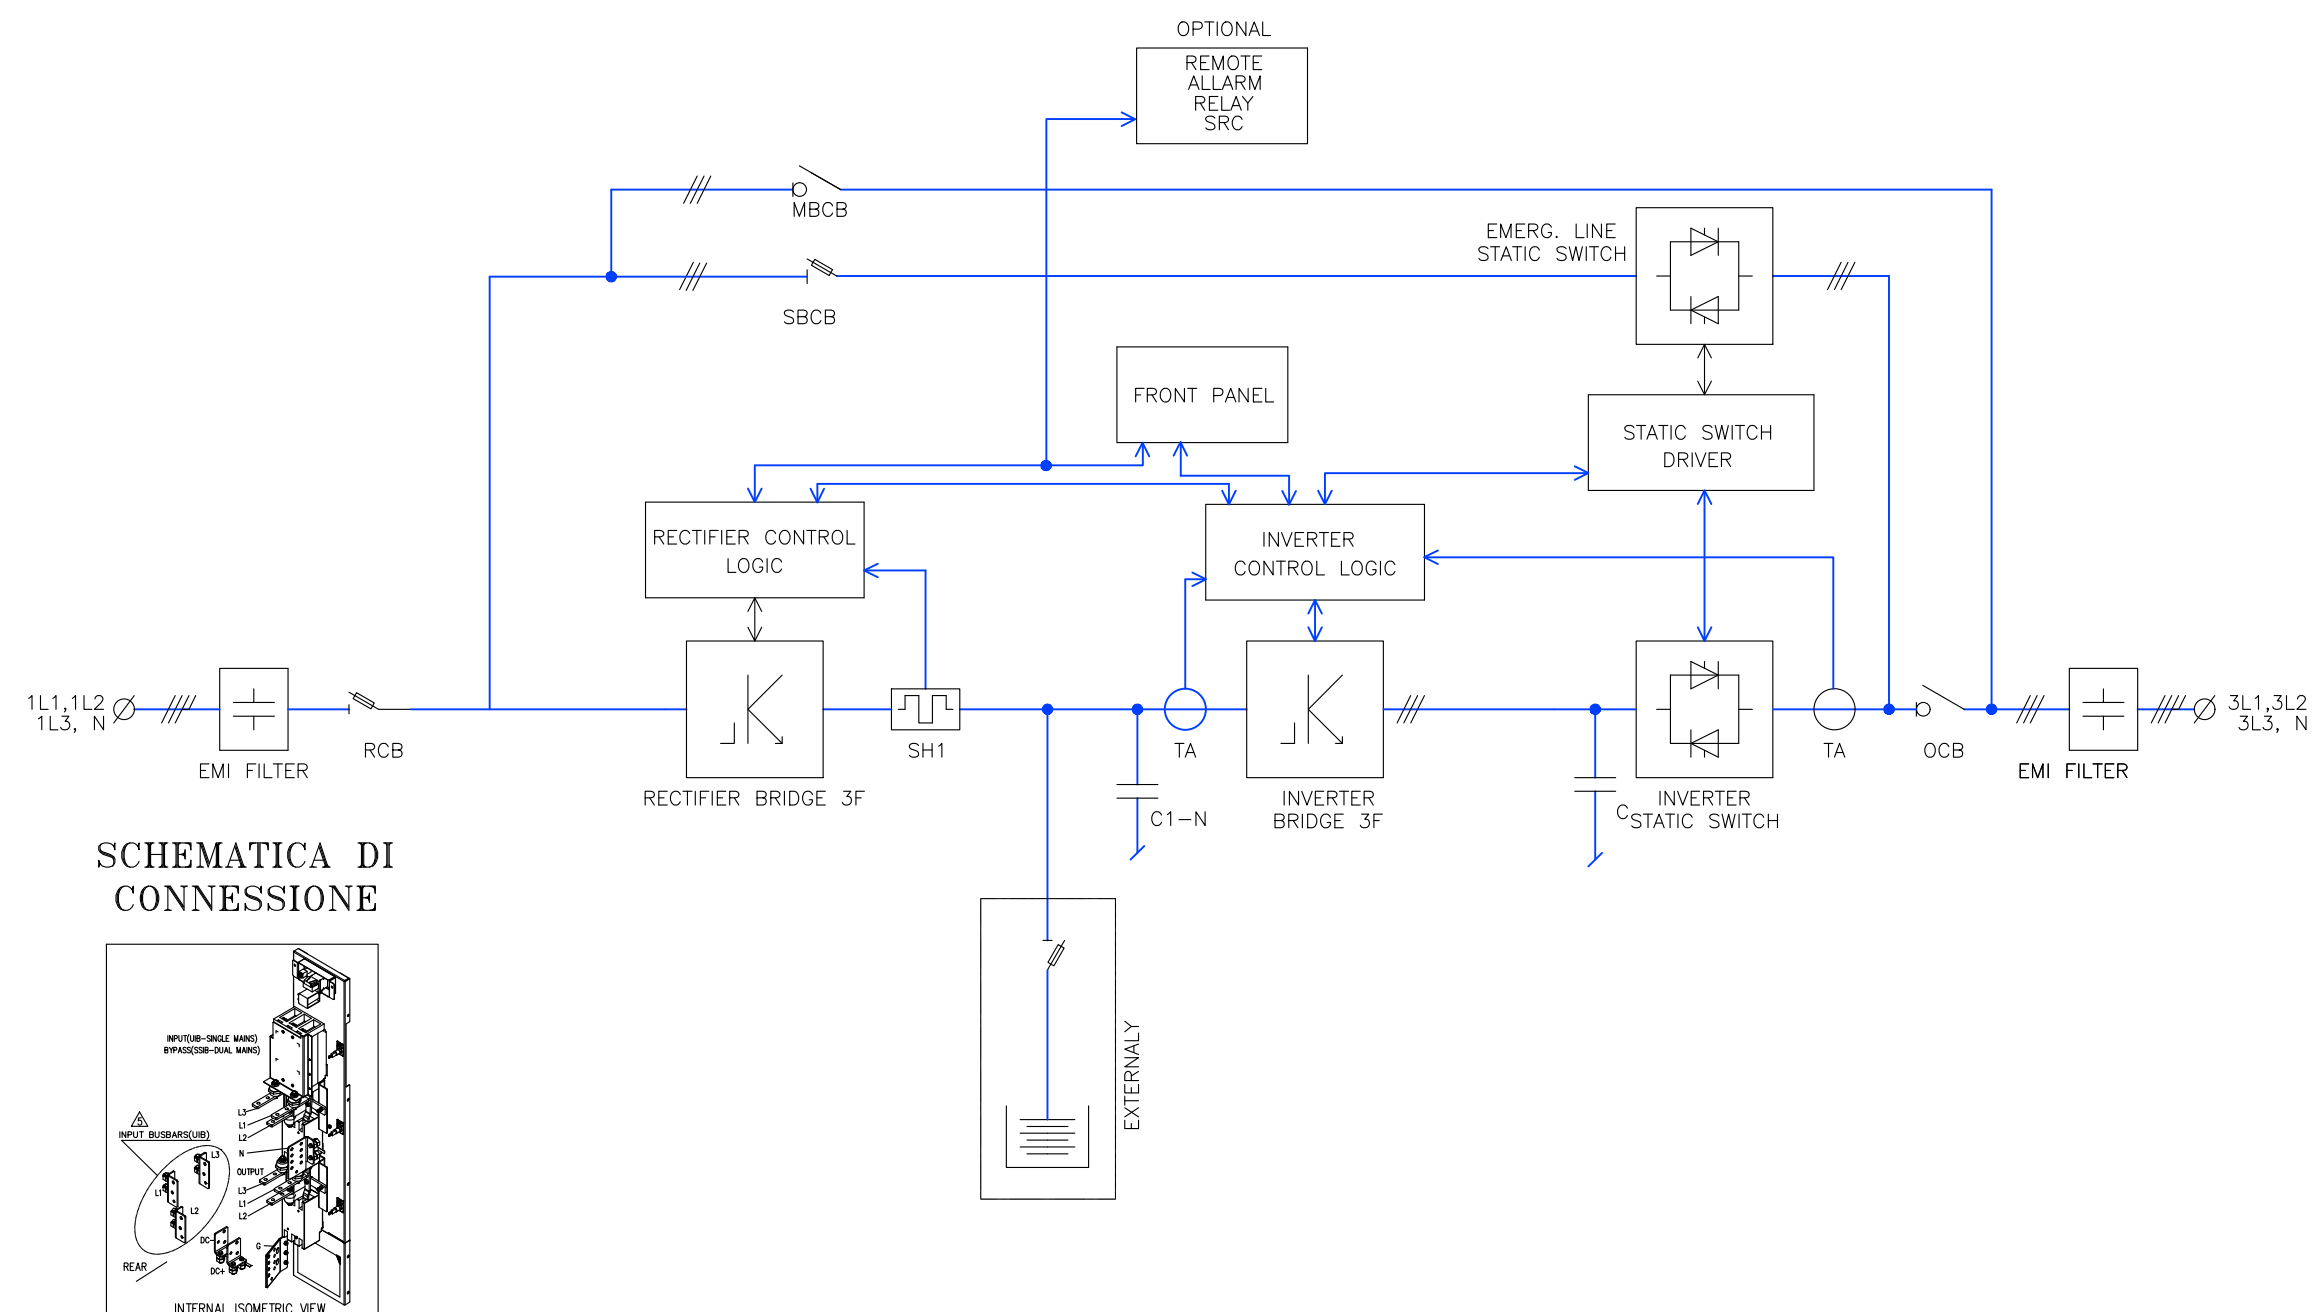 OPTIONAL
REMOTE
ALLARM
RELAY
SRC
MBCB
EMERG. LINE
STATIC SWITCH
SBCB
FRONT PANEL
STATIC SWITCH
DRIVER
RECTIFIER CONTROL
LOGIC
INVERTER
CONTROL LOGIC
1L1,1L2
1L3, N
EMI FILTER
RCB
RECTIFIER BRIDGE 3F
SH1
TA
C1-N
INVERTER
BRIDGE 3F
C
INVERTER
STATIC SWITCH
TA
OCB
EMI FILTER
3L1,3L2
3L3, N
SCHEMATICA DI
CONNESSIONE
EXTERNALY
INPUT(UIB-SINGLE MAINS)
BYPASS(SSIB-DUAL MAINS)
L3
L1
L2
N
OUTPUT
L3
L1
L2
5
INPUT BUSBARS(UIB)
L3
L1
L2
DC-
DC+
G
REAR
INTERNAL ISOMETRIC VIEW